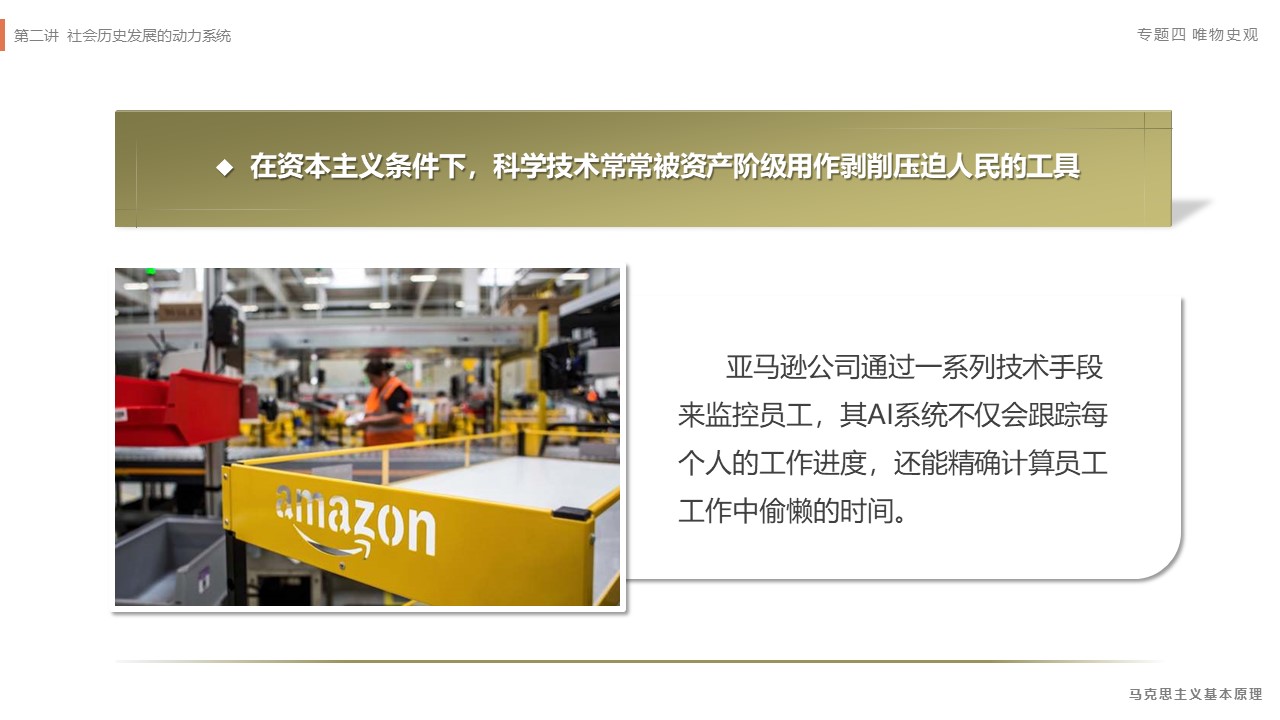 第二讲 社会历史发展的动力系统
专题四 唯物史观
◆ 在资本主义条件下，科学技术常常被资产阶级用作剥削压迫人民的工具
amazon
亚马逊公司通过一系列技术手段
来监控员工，其AI系统不仅会跟踪每
个人的工作进度，还能精确计算员工
工作中偷懒的时间。
马克思主义基本原理